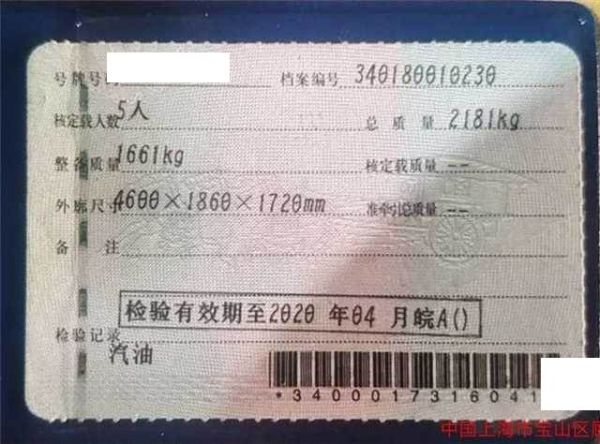 号牌号 档案编号 340180010230
核定载人数 5人 总质量 2181kg
整备质量 1661kg 核定载质量 --
外廓尺寸 4600×1860×1720mm 准牵引总质量 --
备注
检验有效期至2020 年04 月皖A()
检验记录
汽油
*3400017316041
中国上海市宝山区